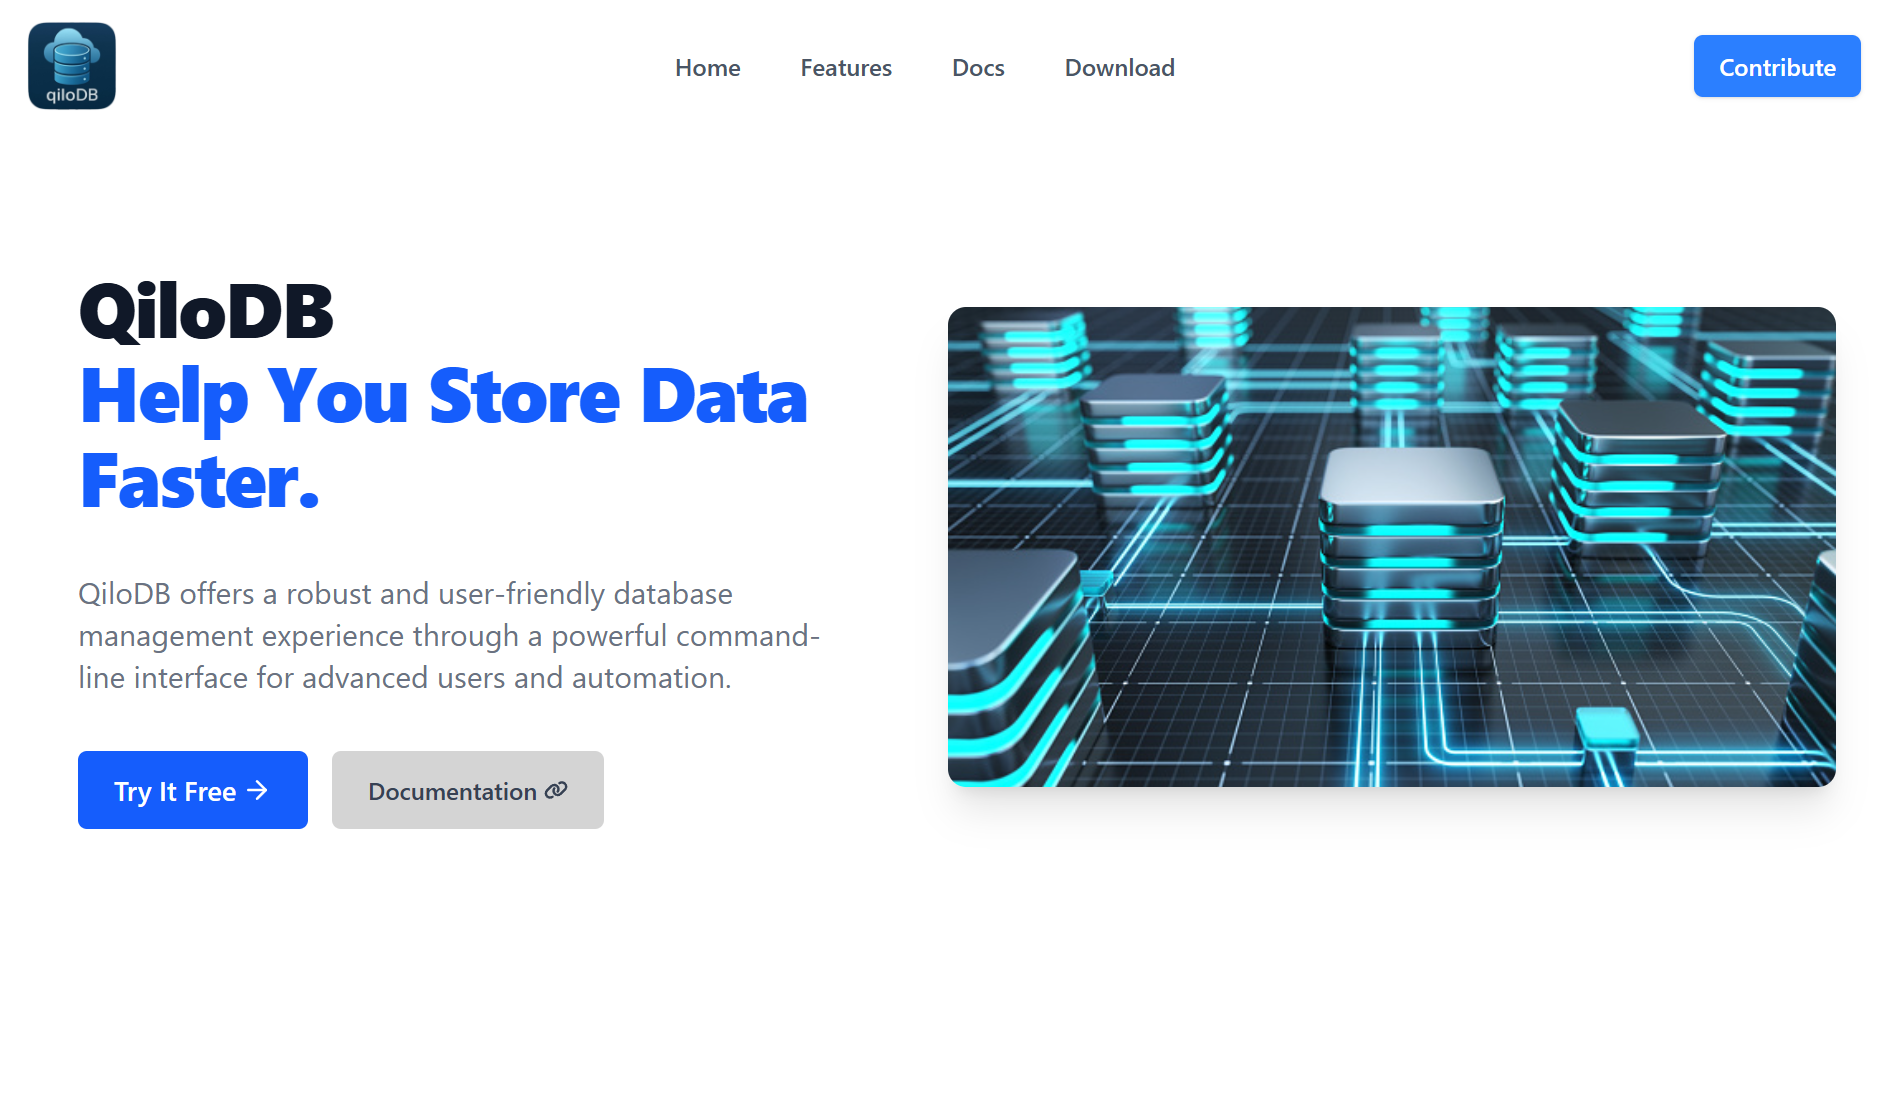 qiloDB
Home
Features
Docs
Download
Contribute
QiloDB
Help You Store Data
Faster.
QiloDB offers a robust and user-friendly database
management experience through a powerful command-
line interface for advanced users and automation.
Try It Free
Documentation